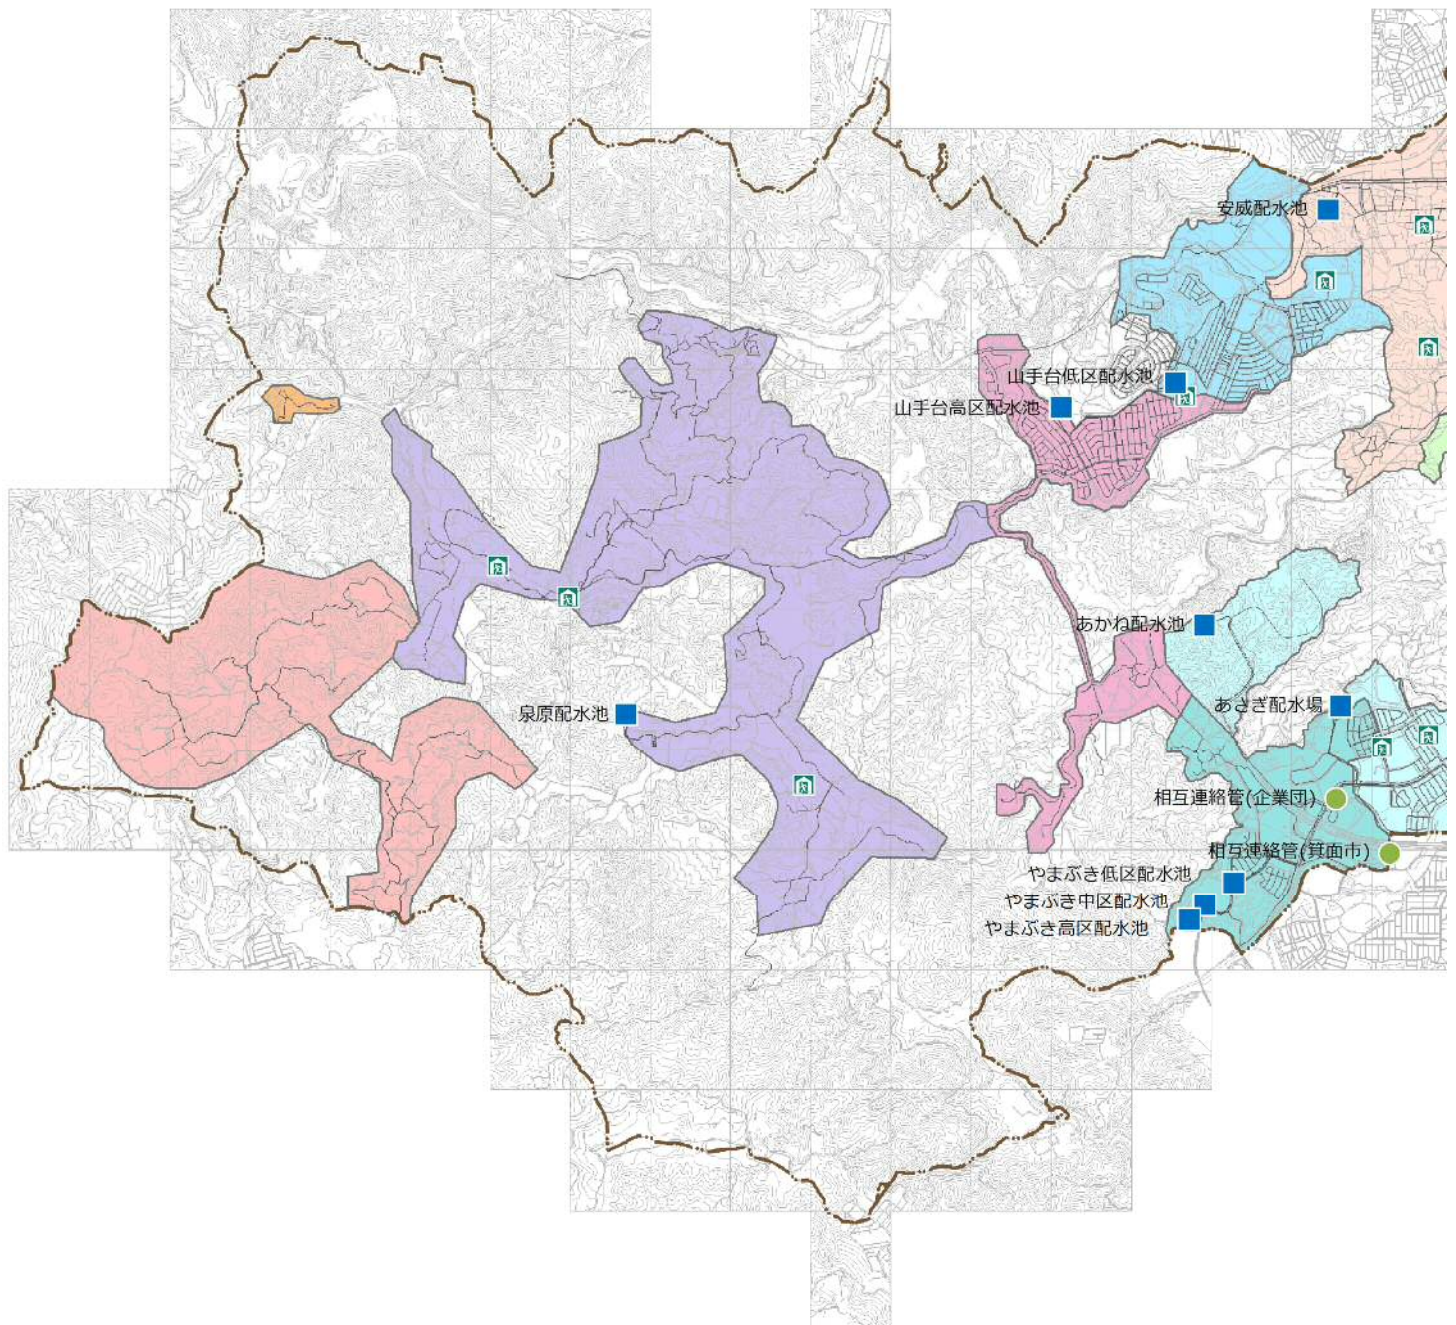 安威配水池
山手台低区配水池
山手台高区配水池
あかね配水池
あさぎ配水場
泉原配水池
相互連絡管(企業団)
相互連絡管(箕面市)
やまぶき低区配水池
やまぶき中区配水池
やまぶき高区配水池